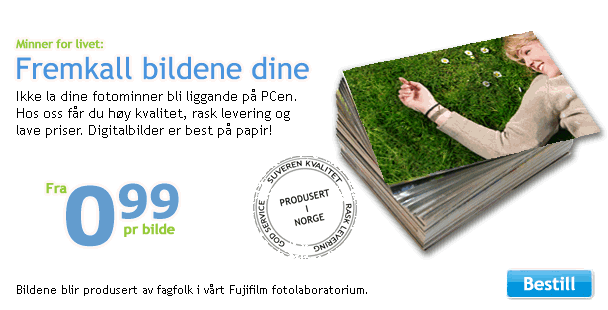 Minner for livet:
Fremkall bildene dine
Ikke la dine fotominner bli liggande på PCen.
Hos oss får du høy kvalitet, rask levering og
lave priser. Digitalbilder er best på papir!
Fra
0 99
pr bilde
SUVEREN KVALITET
GOD SERVICE
RASK LEVERING
PRODUSERT
I
NORGE
Bildene blir produsert av fagfolk i vårt Fujifilm fotolaboratorium.
Bestill